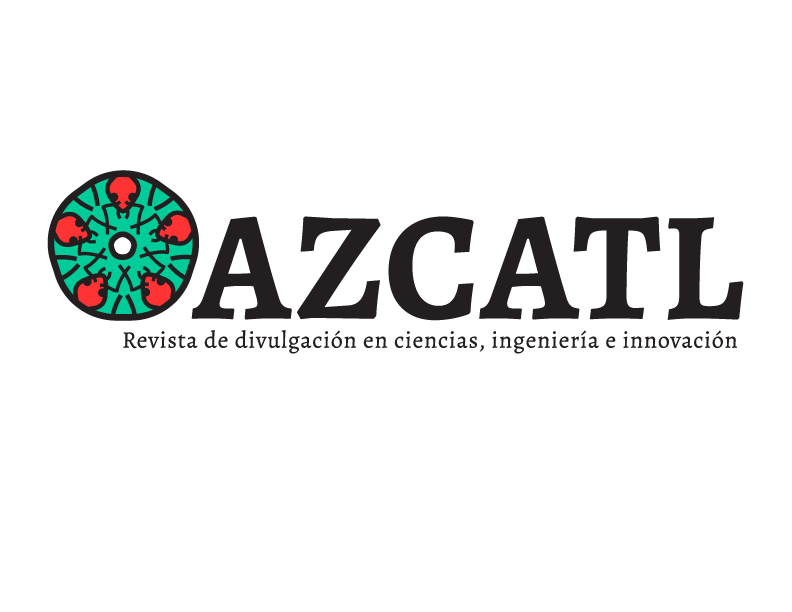 AZCATL
Revista de divulgación en ciencias, ingeniería e innovación